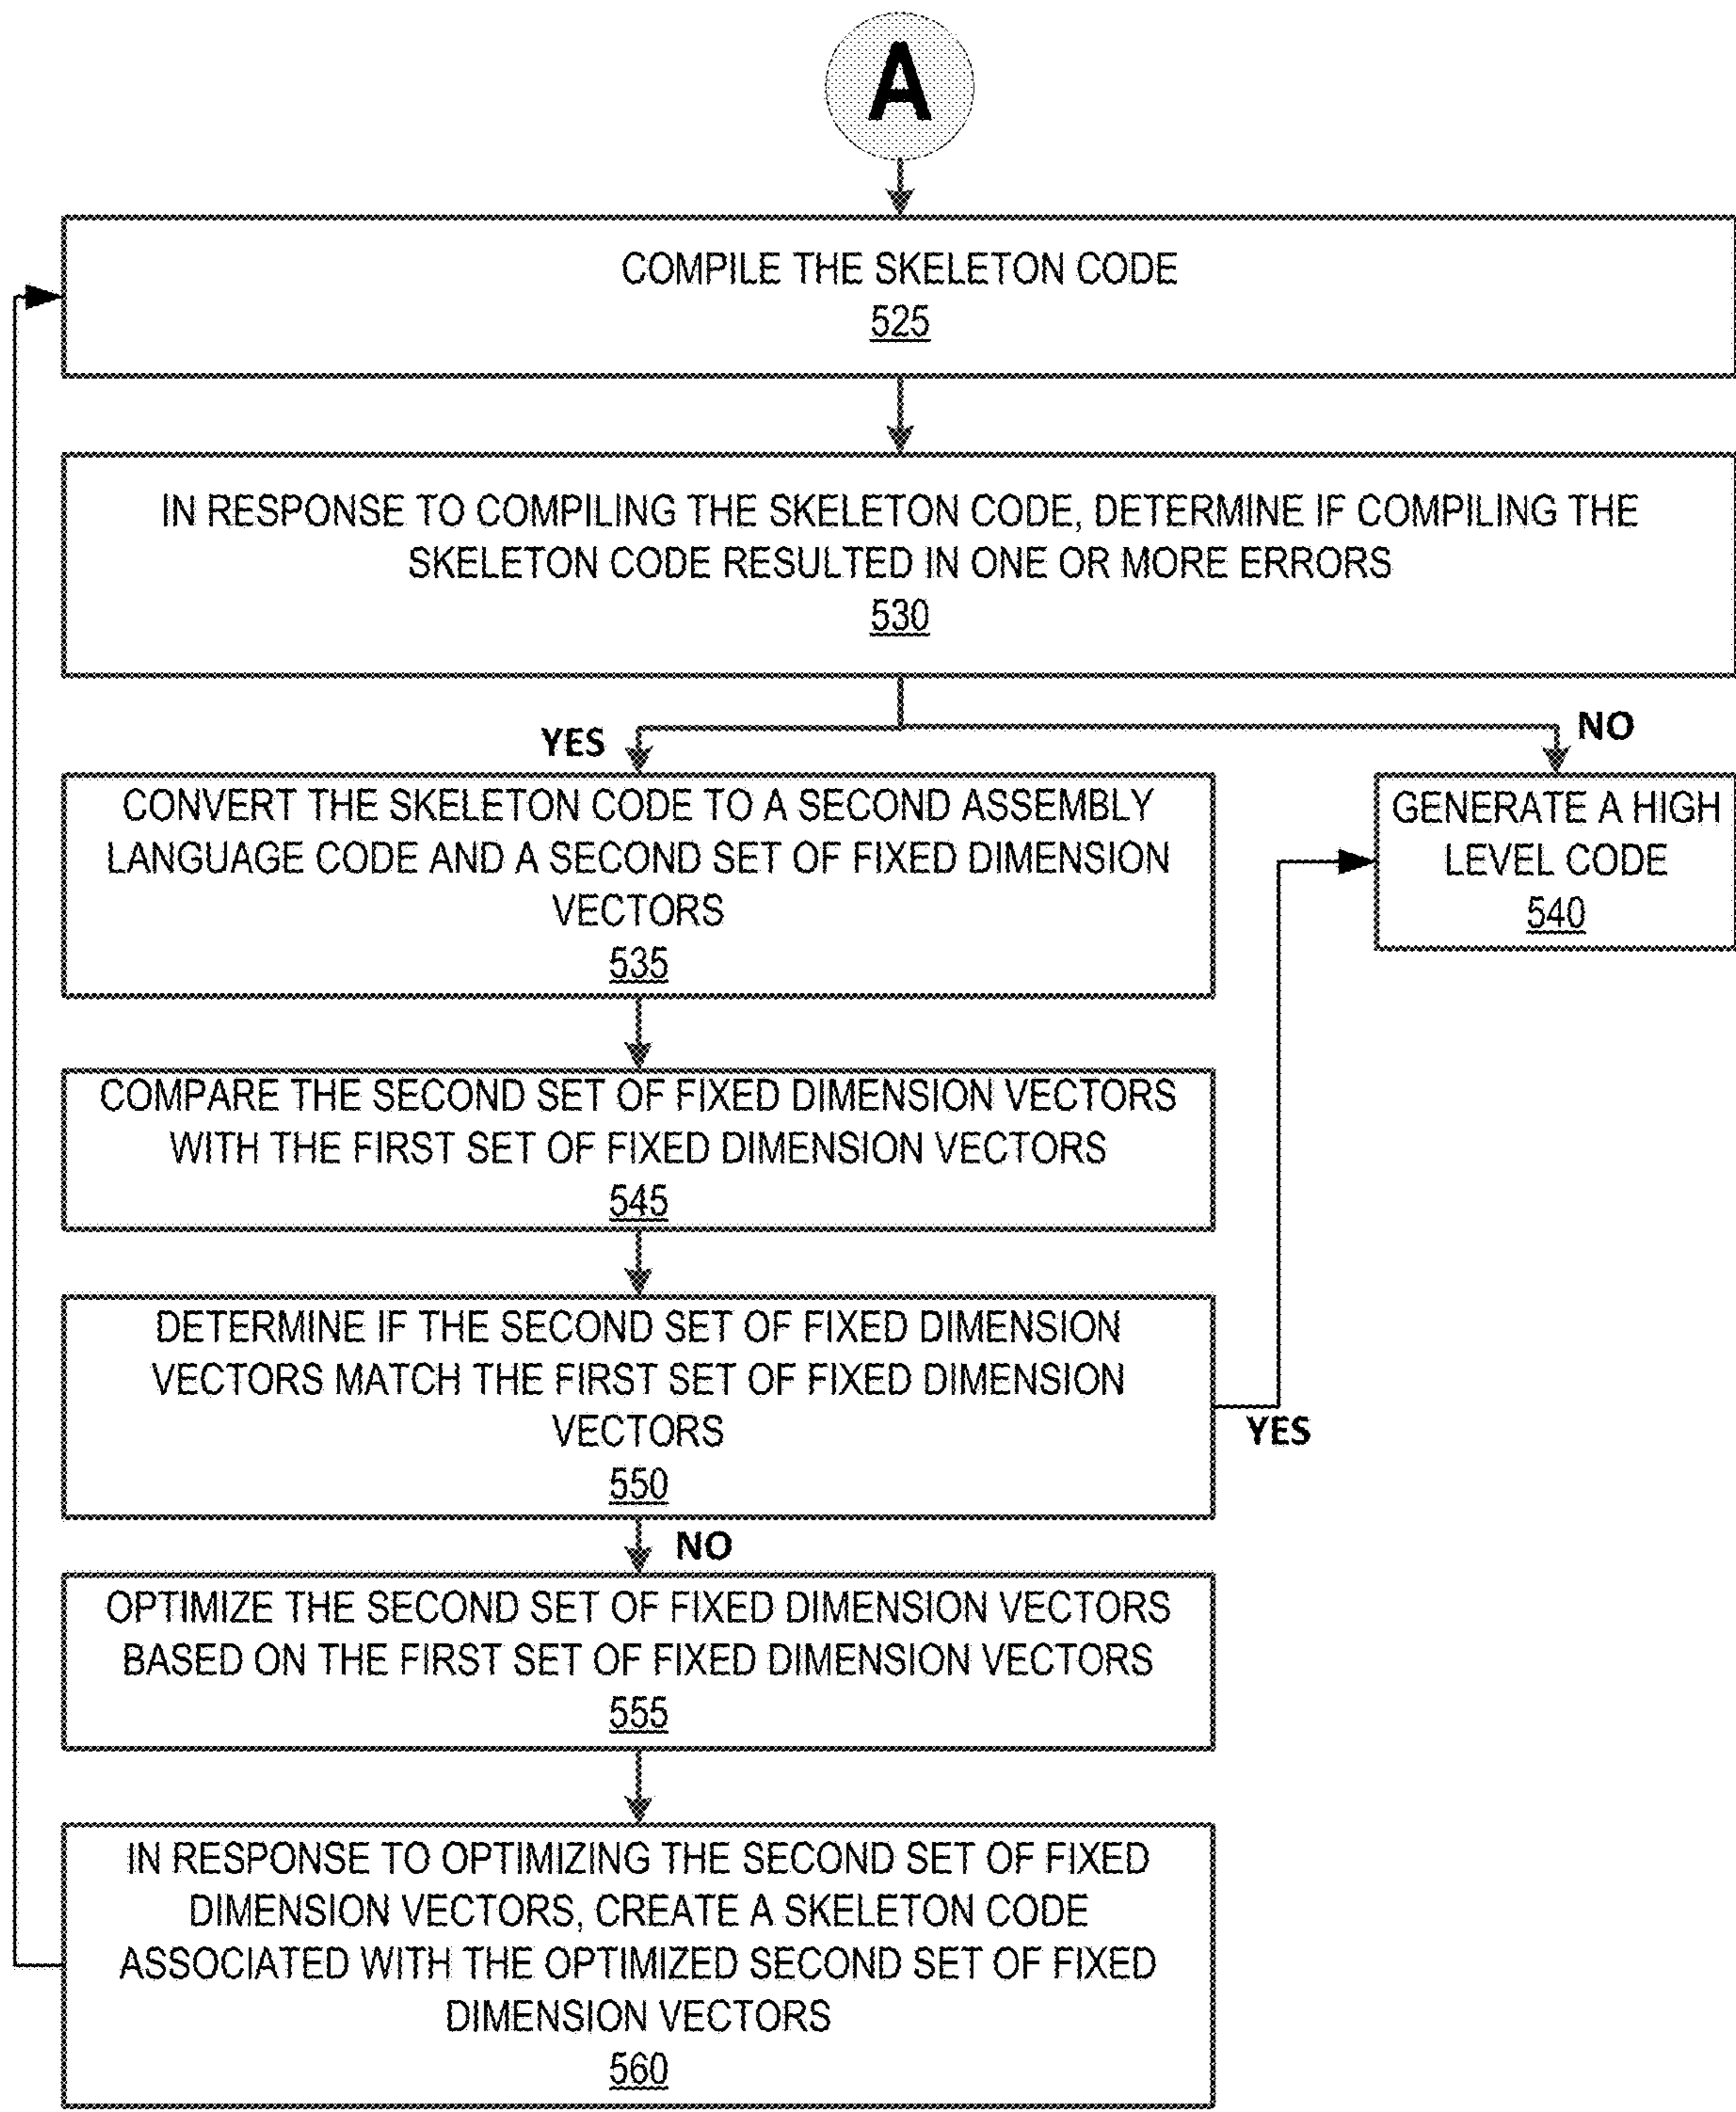 A
COMPILE THE SKELETON CODE
525
IN RESPONSE TO COMPILING THE SKELETON CODE, DETERMINE IF COMPILING THE
SKELETON CODE RESULTED IN ONE OR MORE ERRORS
530
YES
NO
CONVERT THE SKELETON CODE TO A SECOND ASSEMBLY
LANGUAGE CODE AND A SECOND SET OF FIXED DIMENSION
VECTORS
535
GENERATE A HIGH
LEVEL CODE
540
COMPARE THE SECOND SET OF FIXED DIMENSION VECTORS
WITH THE FIRST SET OF FIXED DIMENSION VECTORS
545
DETERMINE IF THE SECOND SET OF FIXED DIMENSION
VECTORS MATCH THE FIRST SET OF FIXED DIMENSION
VECTORS
550
YES
NO
OPTIMIZE THE SECOND SET OF FIXED DIMENSION VECTORS
BASED ON THE FIRST SET OF FIXED DIMENSION VECTORS
555
IN RESPONSE TO OPTIMIZING THE SECOND SET OF FIXED
DIMENSION VECTORS, CREATE A SKELETON CODE
ASSOCIATED WITH THE OPTIMIZED SECOND SET OF FIXED
DIMENSION VECTORS
560